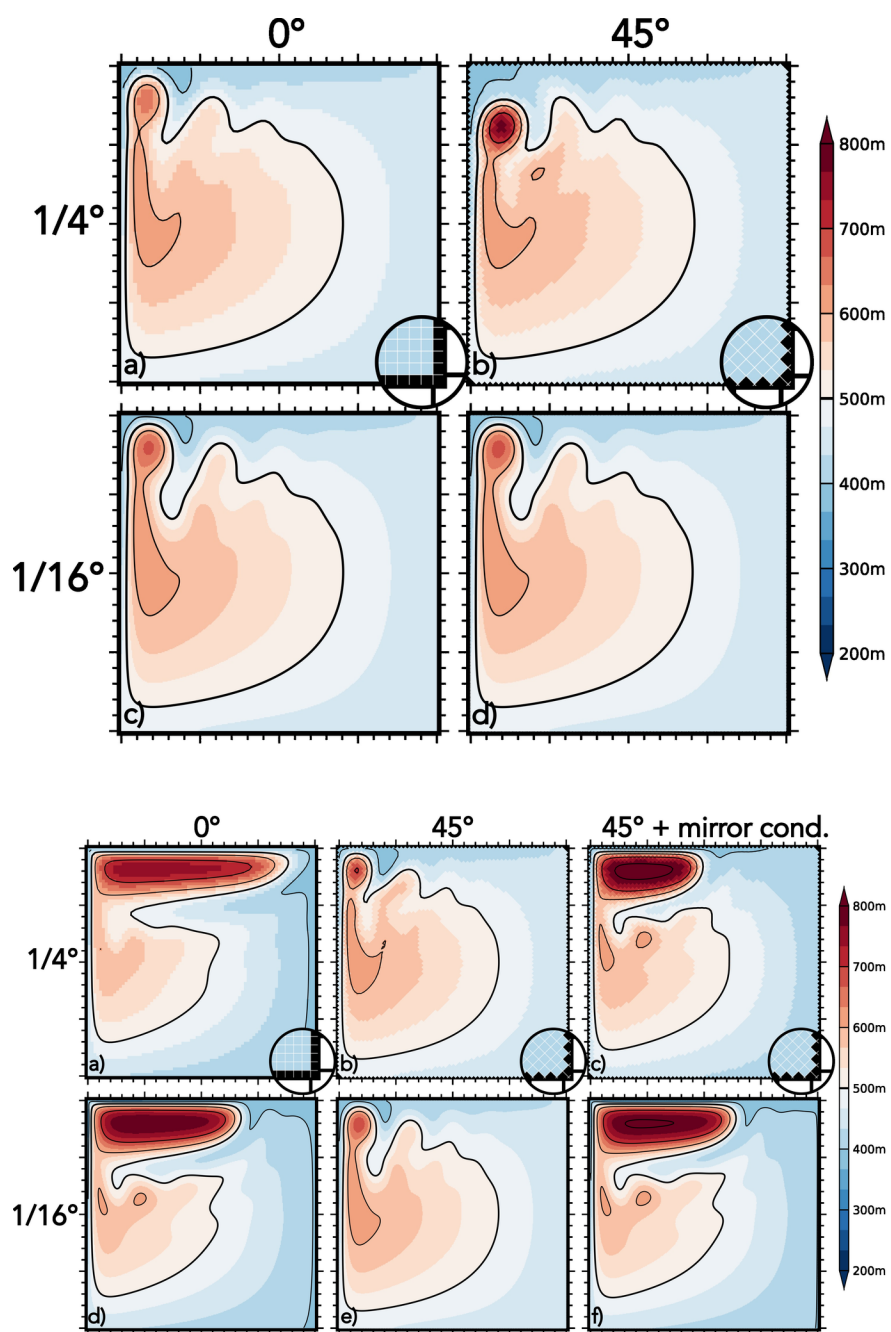 0° 45°
800m
700m
1/4°
600m
a) b)
500m
400m
1/16°
300m
200m
c) d)
0° 45° 45° + mirror cond.
800m
1/4°
700m
600m
a) b) c)
500m
400m
1/16°
300m
200m
d) e) f)